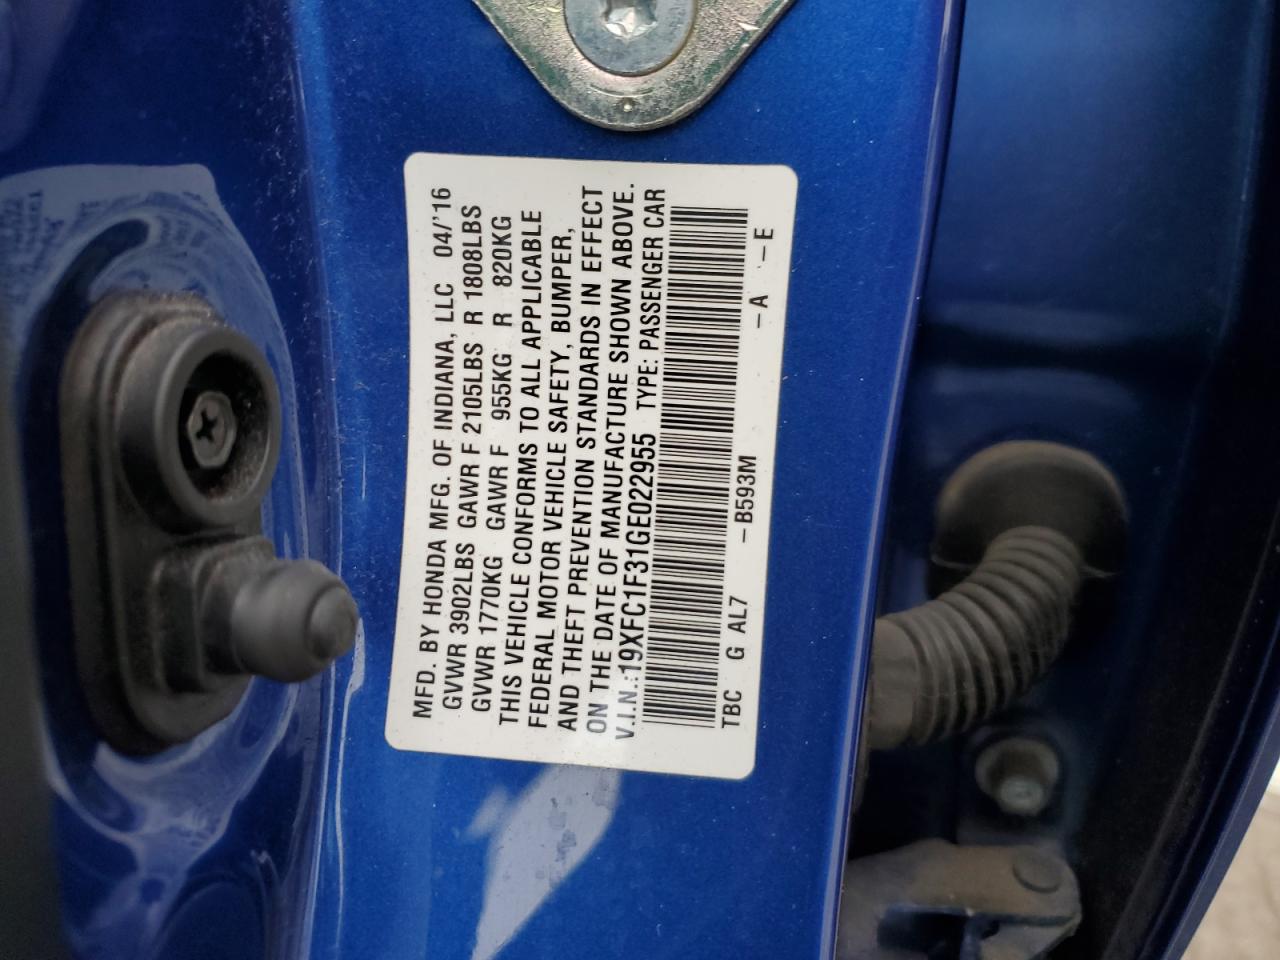 MFD. BY HONDA MFG. OF INDIANA, LLC 04/'16
GVWR 3902LBS GAWR F 2105LBS R 1808LBS
GVWR 1770KG GAWR F 955KG R 820KG
THIS VEHICLE CONFORMS TO ALL APPLICABLE
FEDERAL MOTOR VEHICLE SAFETY, BUMPER,
AND THEFT PREVENTION STANDARDS IN EFFECT
ON THE DATE OF MANUFACTURE SHOWN ABOVE.
V.I.N.:19XFC1F31GE022955 TYPE: PASSENGER CAR
TBC G AL7 –B593M –A –E